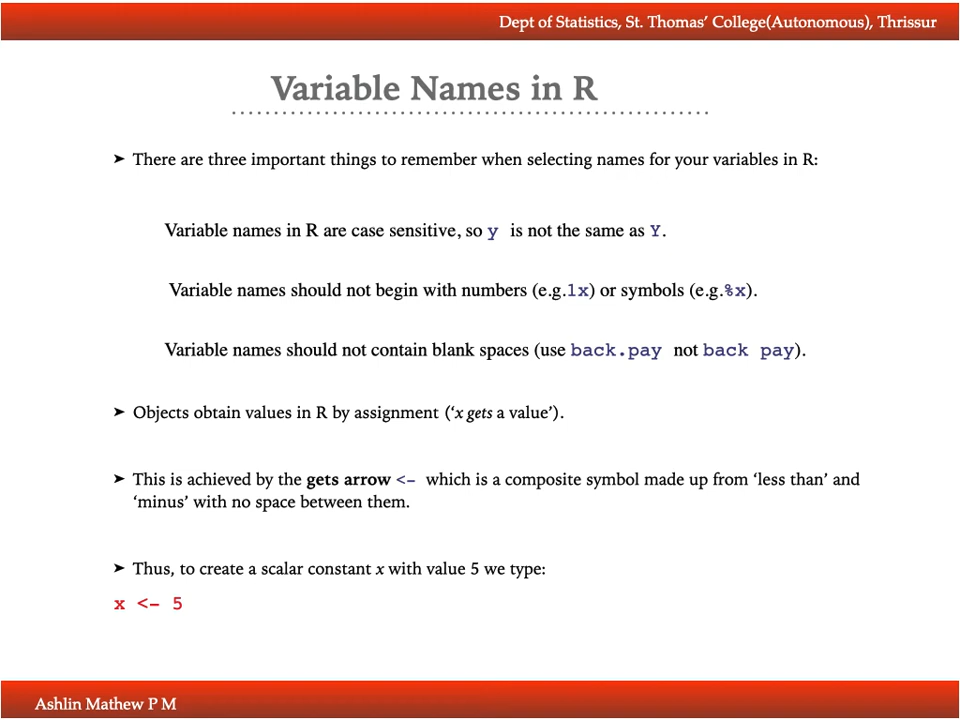 Dept of Statistics, St. Thomas’ College(Autonomous), Thrissur
Variable Names in R
➤ There are three important things to remember when selecting names for your variables in R:
Variable names in R are case sensitive, so y is not the same as Y.
Variable names should not begin with numbers (e.g.1x) or symbols (e.g.%x).
Variable names should not contain blank spaces (use back.pay not back pay).
➤ Objects obtain values in R by assignment (‘x gets a value’).
➤ This is achieved by the gets arrow <- which is a composite symbol made up from ‘less than’ and
‘minus’ with no space between them.
➤ Thus, to create a scalar constant x with value 5 we type:
x <- 5
Ashlin Mathew P M